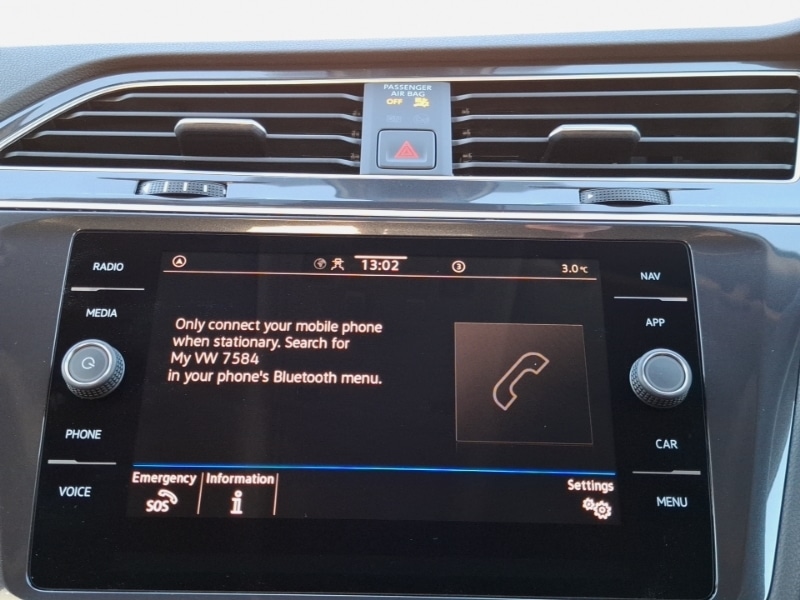 PASSENGER
AIR BAG
OFF
RADIO
MEDIA
PHONE
VOICE
13:02
3
3.0°C
Only connect your mobile phone
when stationary. Search for
My VW 7584
in your phone's Bluetooth menu.
Emergency
SOS
Information
i
Settings
NAV
APP
CAR
MENU